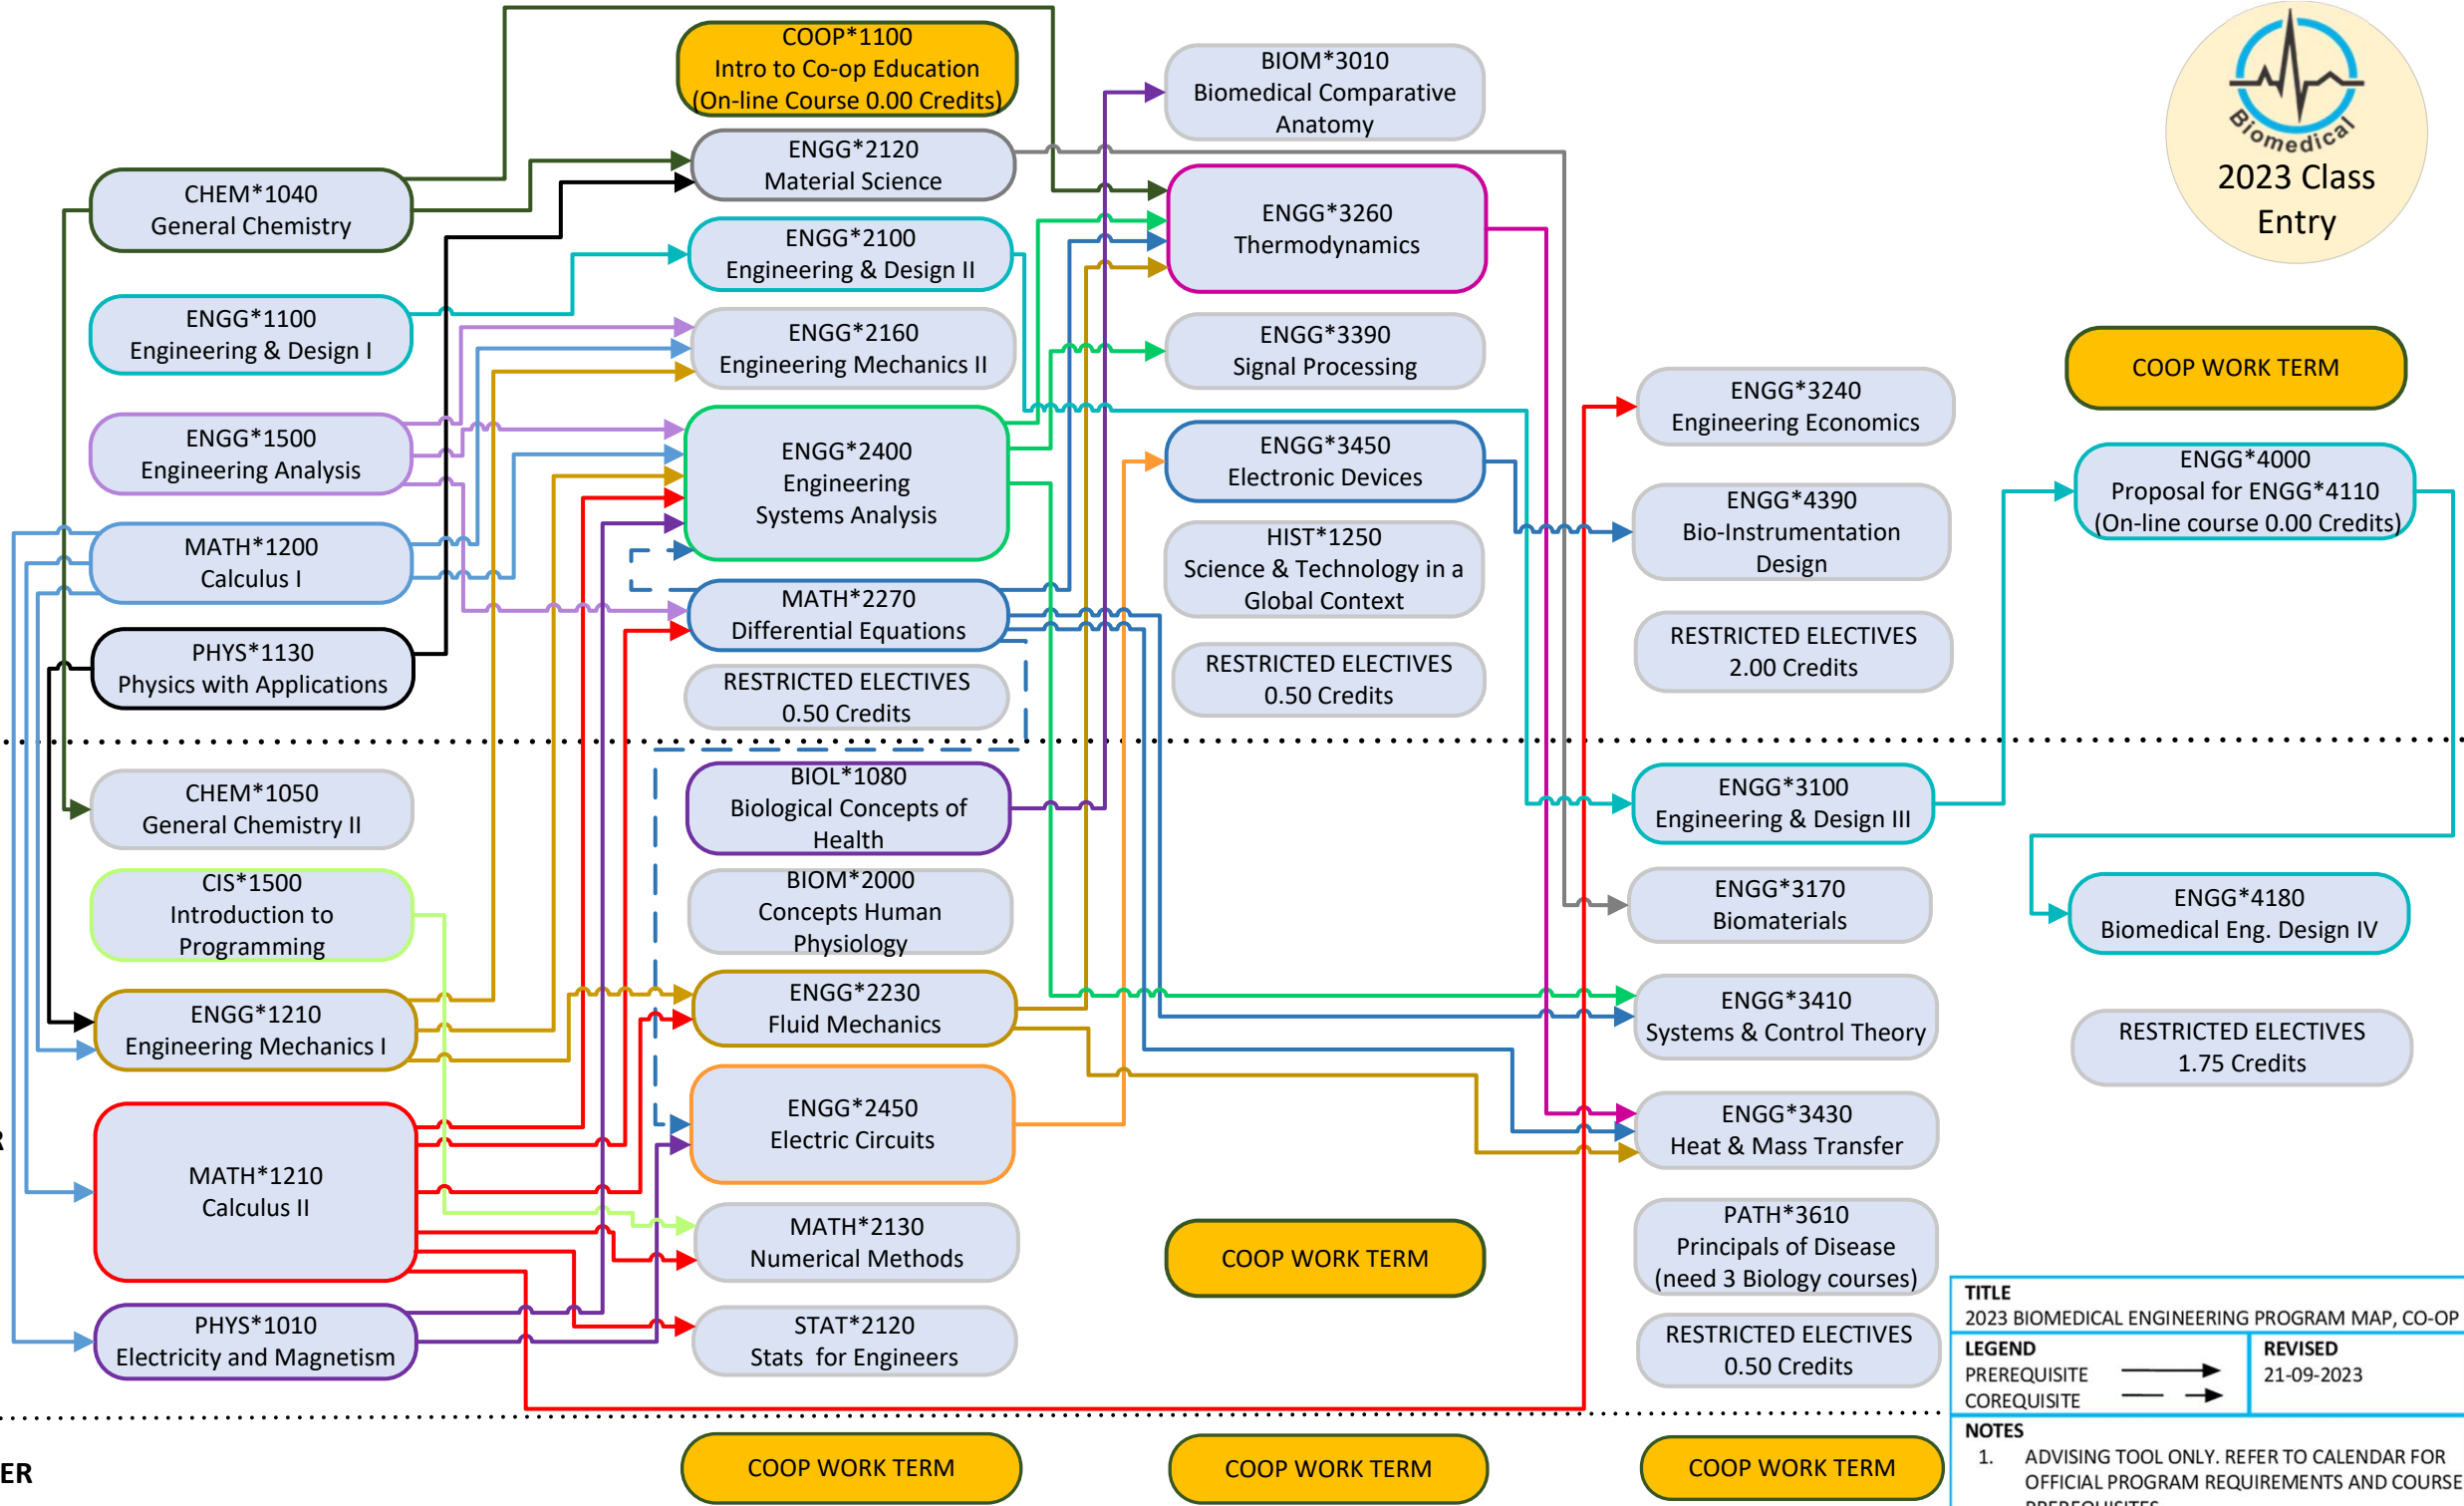 COOP*1100
Intro to Co-op Education
(On-line Course 0.00 Credits)
BIOM*3010
Biomedical Comparative
Anatomy
Biomedical
2023 Class
Entry
CHEM*1040
General Chemistry
ENGG*2120
Material Science
ENGG*3260
Thermodynamics
ENGG*1100
Engineering & Design I
ENGG*2100
Engineering & Design II
ENGG*2160
Engineering Mechanics II
ENGG*3390
Signal Processing
COOP WORK TERM
ENGG*3240
Engineering Economics
ENGG*1500
Engineering Analysis
ENGG*2400
Engineering
Systems Analysis
ENGG*3450
Electronic Devices
ENGG*4390
Bio-Instrumentation
Design
ENGG*4000
Proposal for ENGG*4110
(On-line course 0.00 Credits)
MATH*1200
Calculus I
HIST*1250
Science & Technology in a
Global Context
MATH*2270
Differential Equations
RESTRICTED ELECTIVES
2.00 Credits
PHYS*1130
Physics with Applications
RESTRICTED ELECTIVES
0.50 Credits
RESTRICTED ELECTIVES
0.50 Credits
CHEM*1050
General Chemistry II
BIOL*1080
Biological Concepts of
Health
ENGG*3100
Engineering & Design III
CIS*1500
Introduction to
Programming
BIOM*2000
Concepts Human
Physiology
ENGG*3170
Biomaterials
ENGG*4180
Biomedical Eng. Design IV
ENGG*1210
Engineering Mechanics I
ENGG*2230
Fluid Mechanics
ENGG*3410
Systems & Control Theory
RESTRICTED ELECTIVES
1.75 Credits
R
MATH*1210
Calculus II
ENGG*2450
Electric Circuits
ENGG*3430
Heat & Mass Transfer
MATH*2130
Numerical Methods
COOP WORK TERM
PATH*3610
Principals of Disease
(need 3 Biology courses)
PHYS*1010
Electricity and Magnetism
STAT*2120
Stats for Engineers
RESTRICTED ELECTIVES
0.50 Credits
TITLE
2023 BIOMEDICAL ENGINEERING PROGRAM MAP, CO-OP
LEGEND
PREREQUISITE
COREQUISITE
REVISED
21-09-2023
ER
COOP WORK TERM
COOP WORK TERM
COOP WORK TERM
NOTES
1. ADVISING TOOL ONLY. REFER TO CALENDAR FOR
OFFICIAL PROGRAM REQUIREMENTS AND COURSE
PREREQUISITES